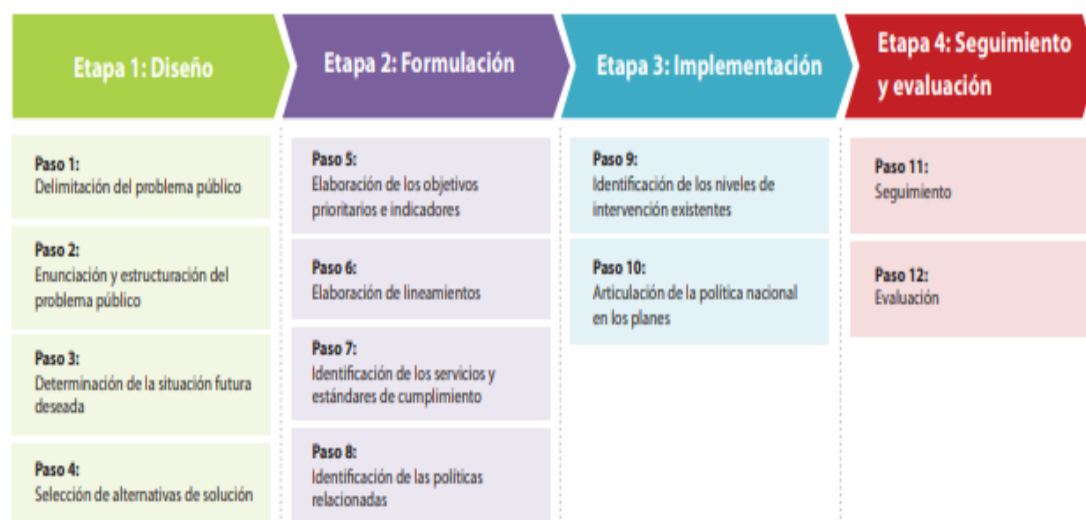 Etapa 1: Diseño
Paso 1:
Delimitación del problema público
Paso 2:
Enunciación y estructuración del
problema público
Paso 3:
Determinación de la situación futura
deseada
Paso 4:
Selección de alternativas de solución
Etapa 2: Formulación
Paso 5:
Elaboración de los objetivos
prioritarios e indicadores
Paso 6:
Elaboración de lineamientos
Paso 7:
Identificación de los servicios y
estándares de cumplimiento
Paso 8:
Identificación de las políticas
relacionadas
Etapa 3: Implementación
Paso 9:
Identificación de los niveles de
intervención existentes
Paso 10:
Articulación de la política nacional
en los planes
Etapa 4: Seguimiento
y evaluación
Paso 11:
Seguimiento
Paso 12:
Evaluación